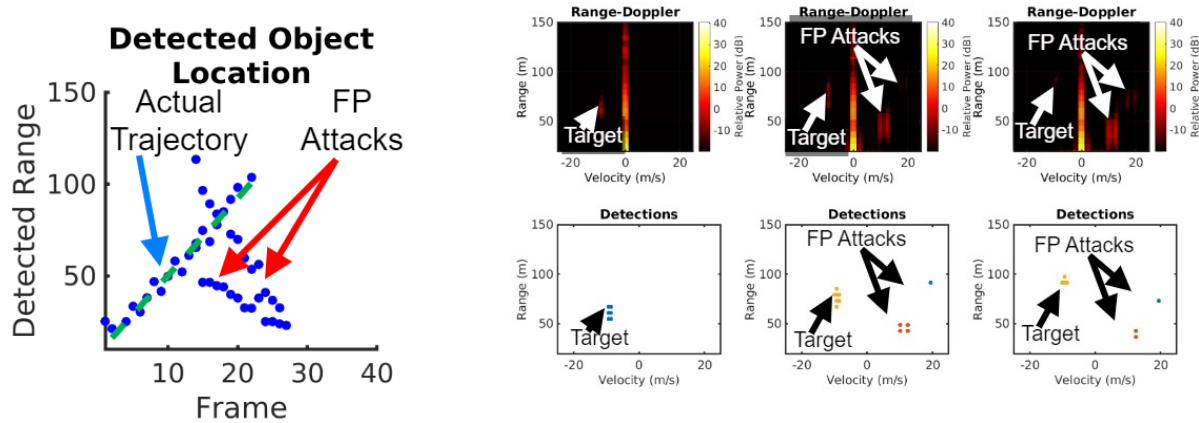 Detected Object
Location
Actual
Trajectory
FP
Attacks
Detected Range
150
100
50
10
20
30
40
Frame
Range-Doppler
Range (m)
150
100
50
Target
-20
0
20
Velocity (m/s)
40
30
20
10
0
-10
Relative Power (dB)
Range-Doppler
Range (m)
150
100
50
FP Attacks
Target
-20
0
20
Velocity (m/s)
40
30
20
10
0
-10
Relative Power (dB)
Range-Doppler
Range (m)
150
100
50
FP Attacks
Target
-20
0
20
Velocity (m/s)
40
30
20
10
0
-10
Relative Power (dB)
Detections
Range (m)
150
100
50
Target
-20
0
20
Velocity (m/s)
Detections
Range (m)
150
100
50
FP Attacks
Target
-20
0
20
Velocity (m/s)
Detections
Range (m)
150
100
50
FP Attacks
Target
-20
0
20
Velocity (m/s)